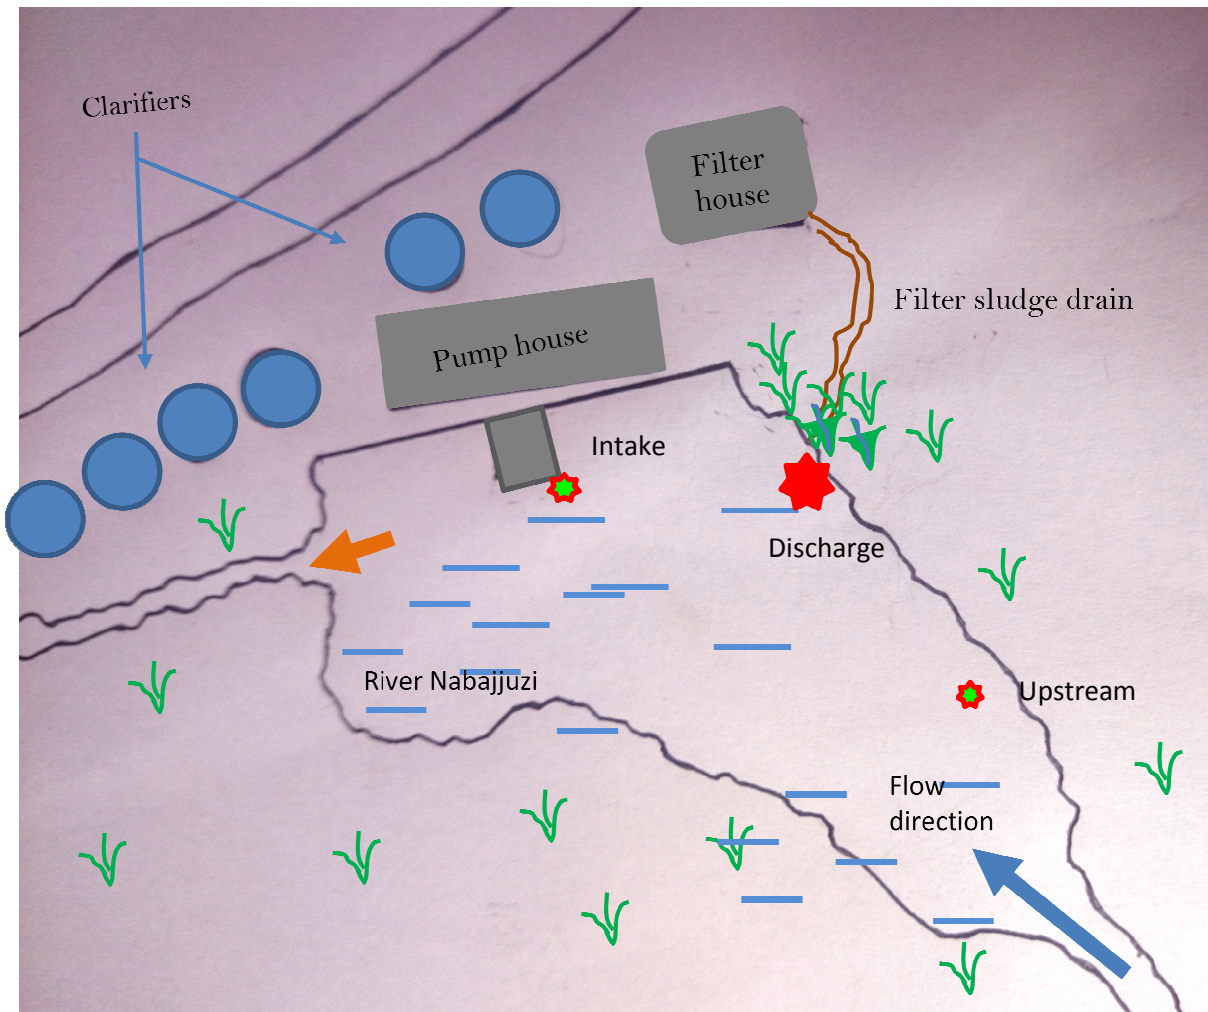 Clarifiers
Filter
house
Filter sludge drain
Pump house
Intake
Discharge
River Nabajjuzi
Upstream
Flow
direction